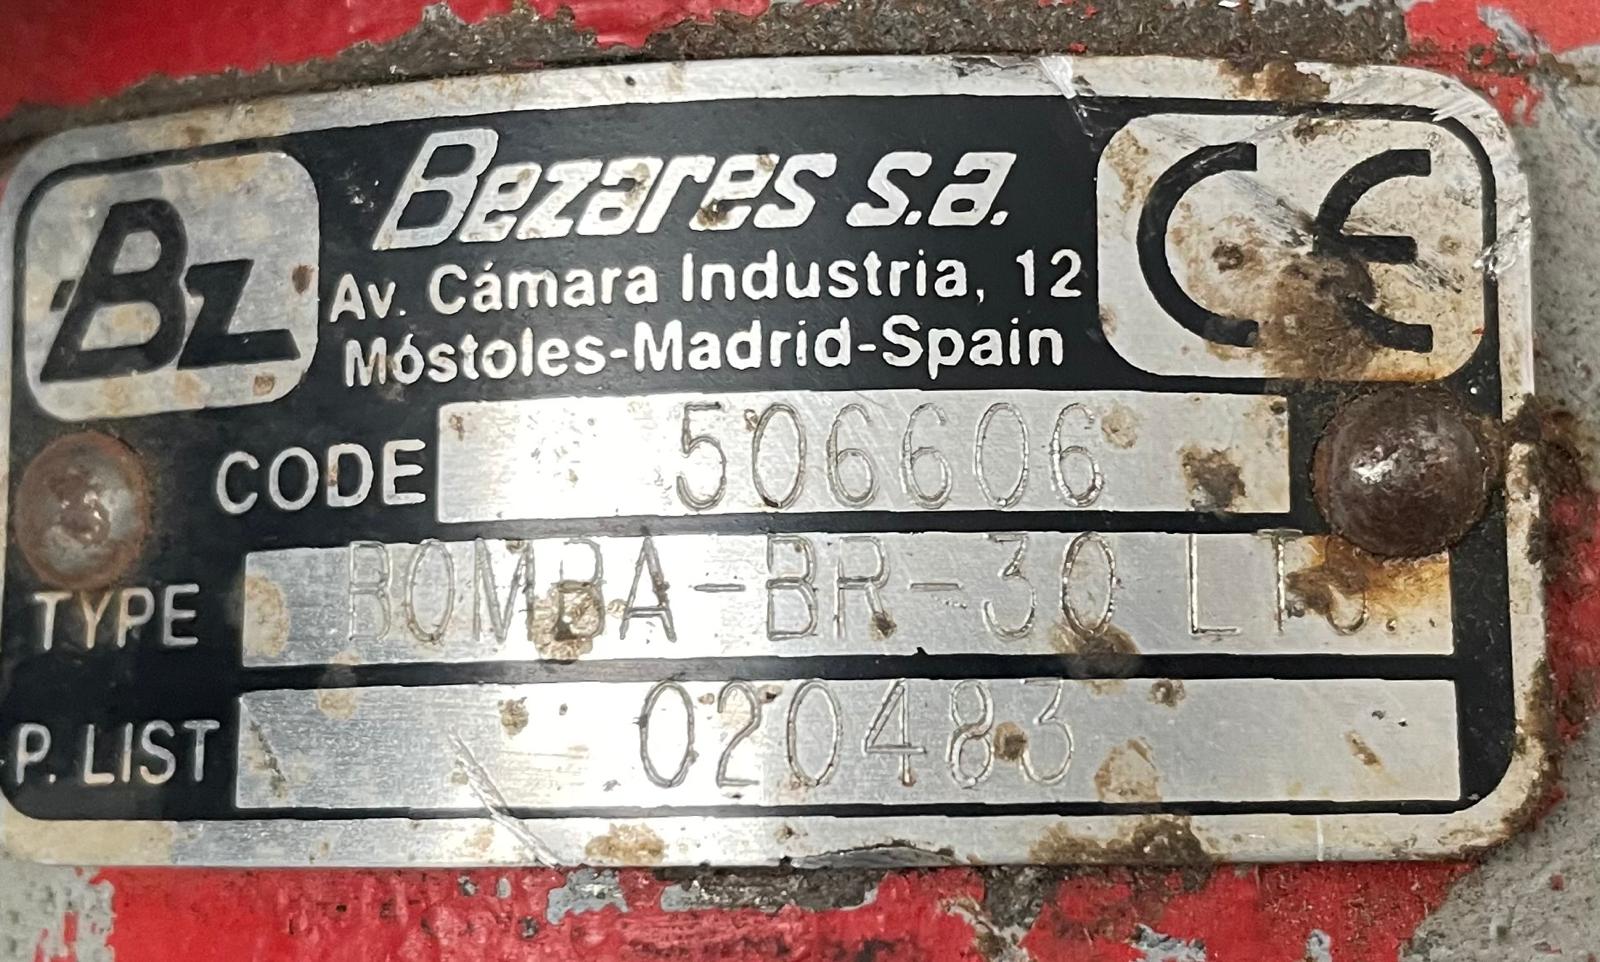 Bz
Bezares s.a.
CE
Av. Cámara Industria, 12
Móstoles-Madrid-Spain
CODE 506606
TYPE BOMBA-BR-30 LTS.
P. LIST 020483